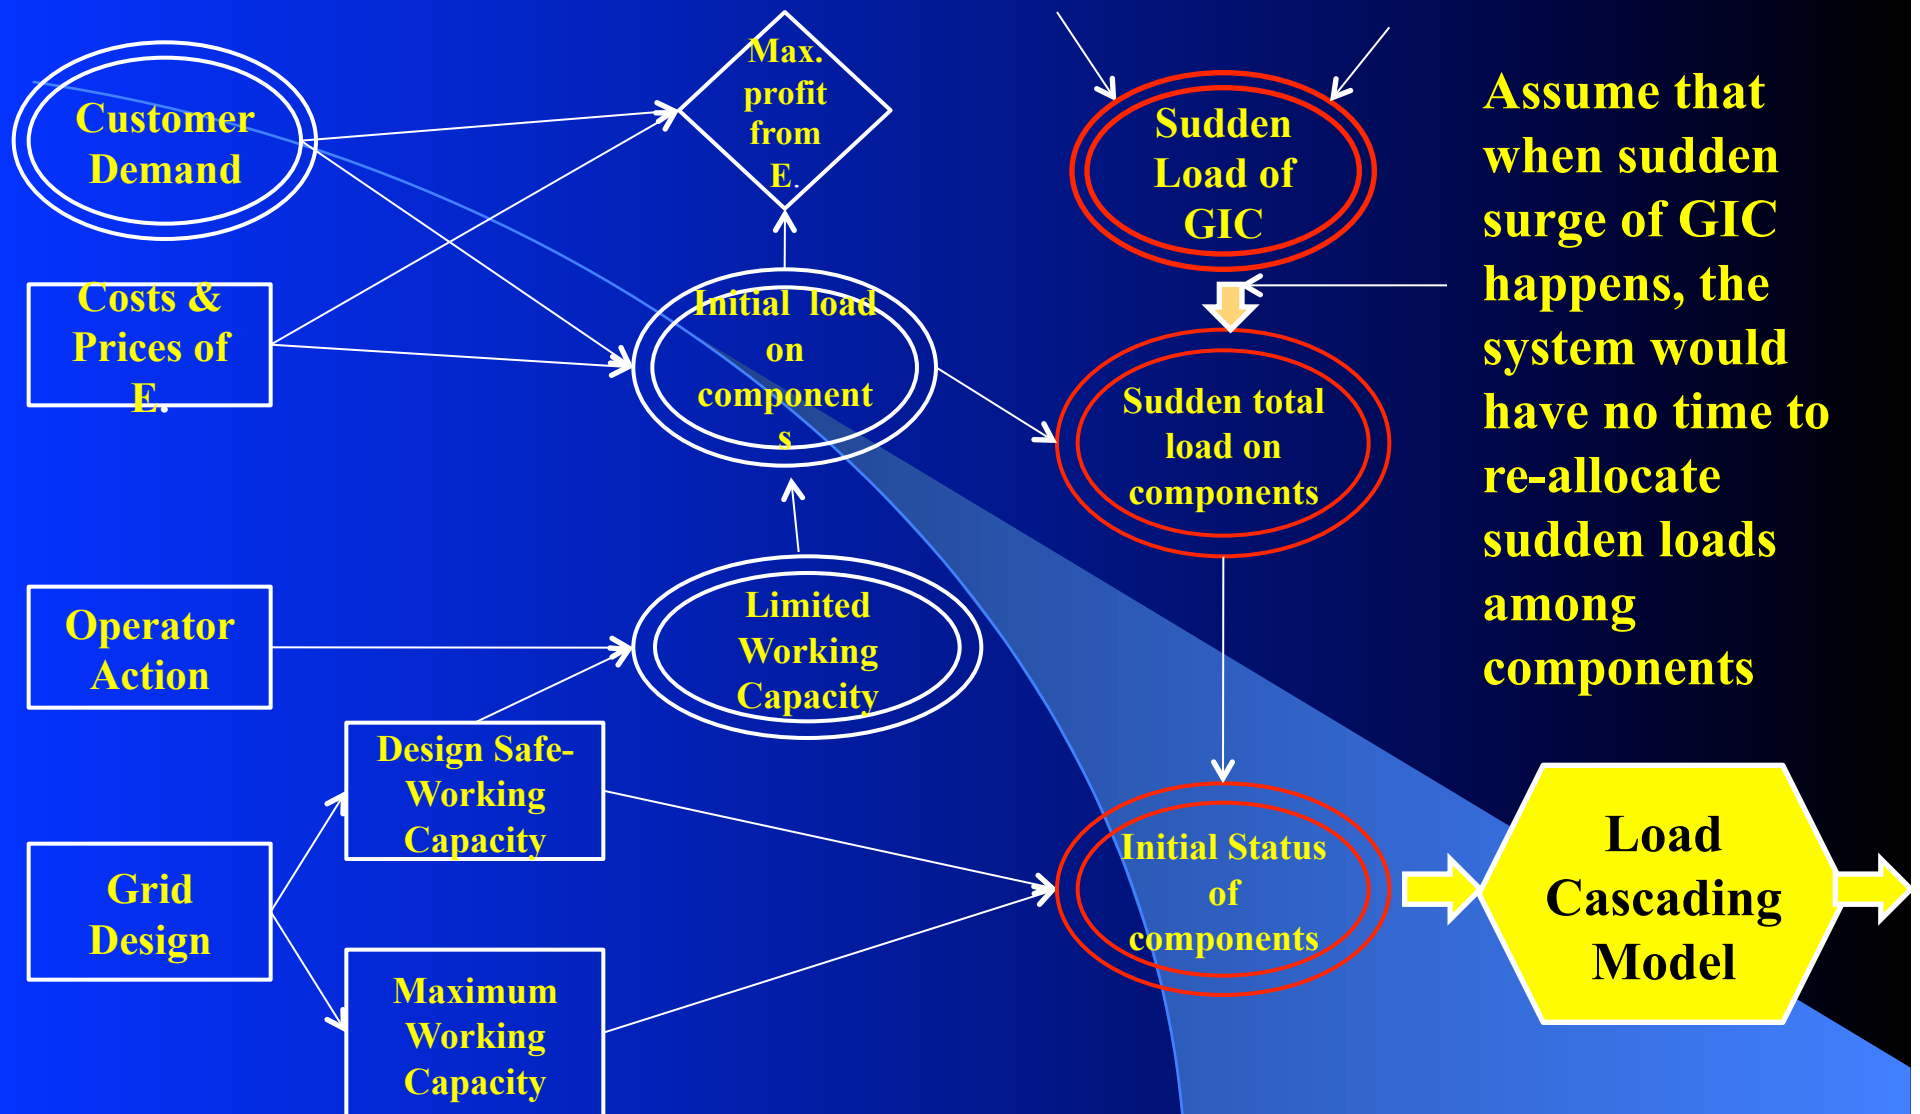 Customer
Demand
Max.
profit
from
E.
Sudden
Load of
GIC
Assume that
when sudden
surge of GIC
happens, the
system would
have no time to
re-allocate
sudden loads
among
components
Costs &
Prices of
E.
Initial load
on
component
s
Sudden total
load on
components
Operator
Action
Limited
Working
Capacity
Design Safe-
Working
Capacity
Grid
Design
Maximum
Working
Capacity
Initial Status
of
components
Load
Cascading
Model